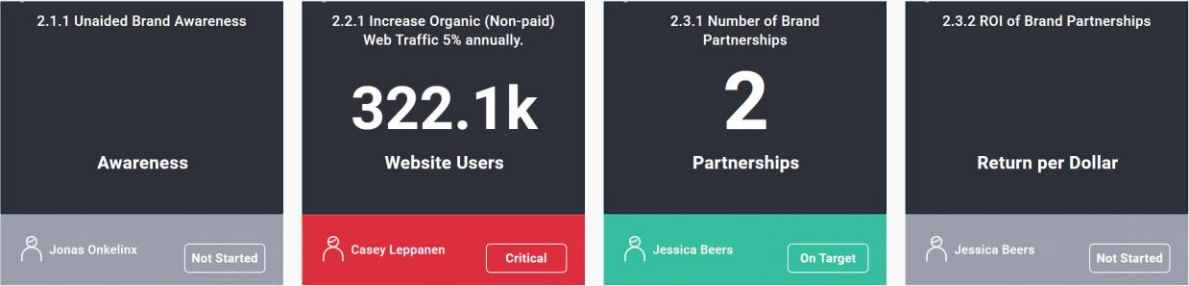 2.1.1 Unaided Brand Awareness
Awareness
Jonas Onkelinx
Not Started
2.2.1 Increase Organic (Non-paid)
Web Traffic 5% annually.
322.1k
Website Users
Casey Leppanen
Critical
2.3.1 Number of Brand
Partnerships
2
Partnerships
Jessica Beers
On Target
2.3.2 ROI of Brand Partnerships
Return per Dollar
Jessica Beers
Not Started